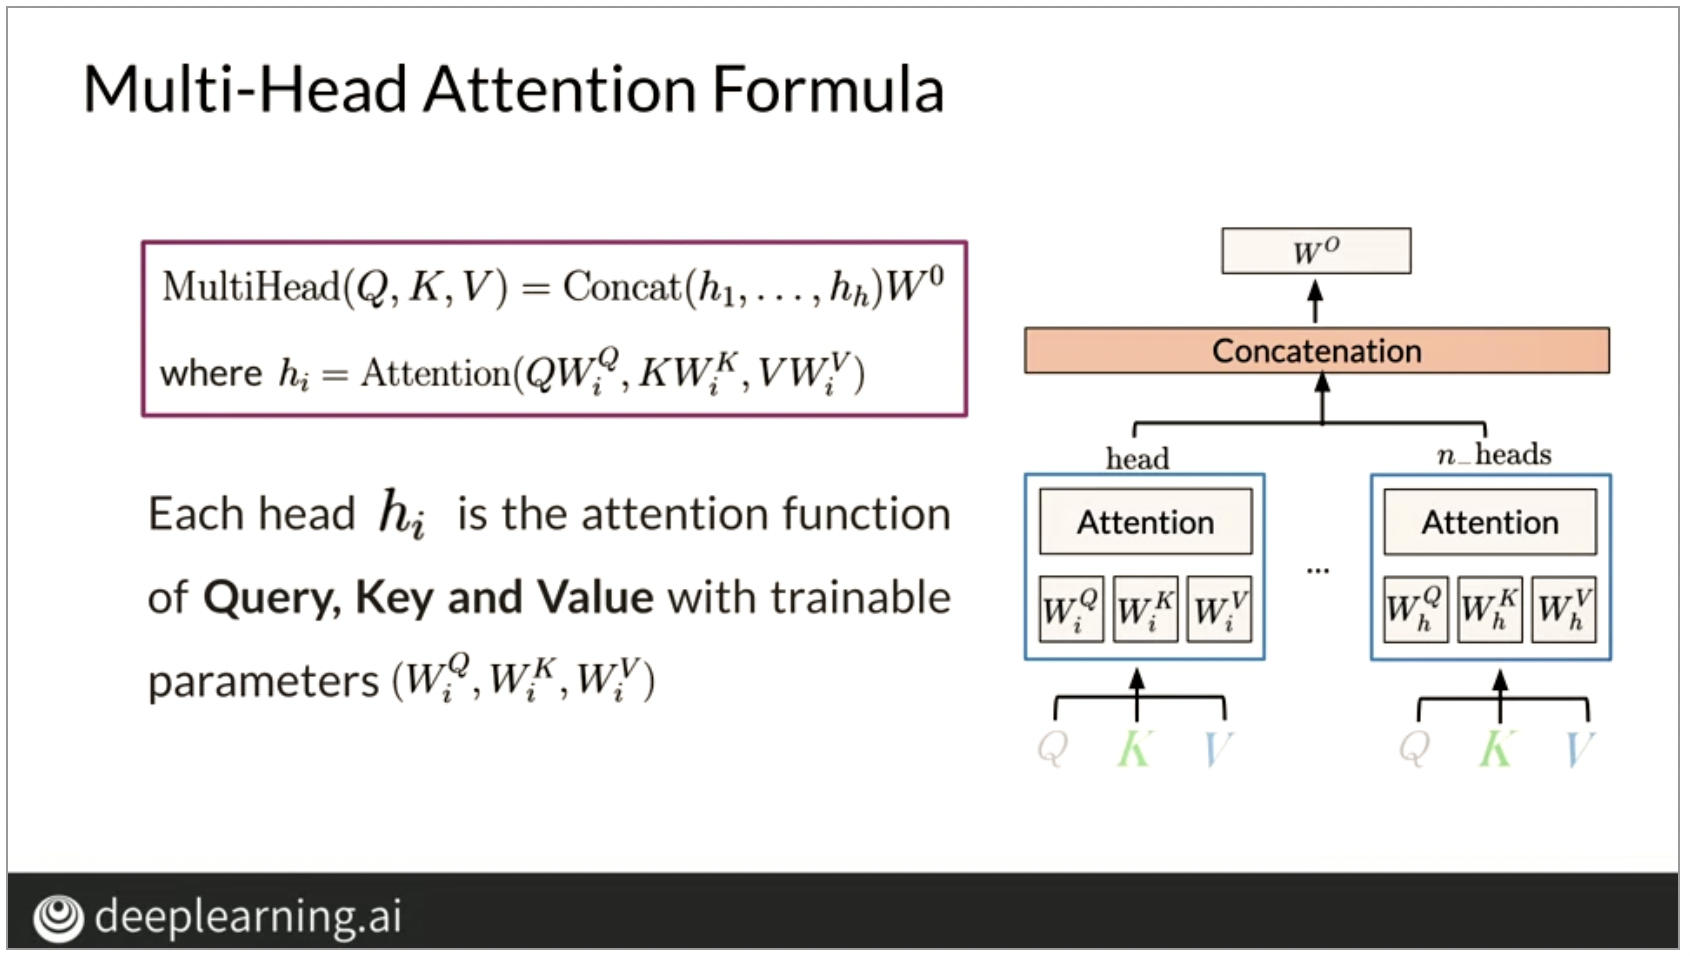 Multi-Head Attention Formula
MultiHead(Q, K, V) = Concat(h₁, . . . , hₕ)W⁰
where hᵢ = Attention(QWᵢ^Q, KWᵢ^K, VWᵢ^V)
Each head hᵢ is the attention function
of Query, Key and Value with trainable
parameters (Wᵢ^Q, Wᵢ^K, Wᵢ^V)
W^O
Concatenation
head
n_heads
Attention
Attention
Wᵢ^Q Wᵢ^K Wᵢ^V
...
Wₕ^Q Wₕ^K Wₕ^V
Q K V
Q K V
deeplearning.ai